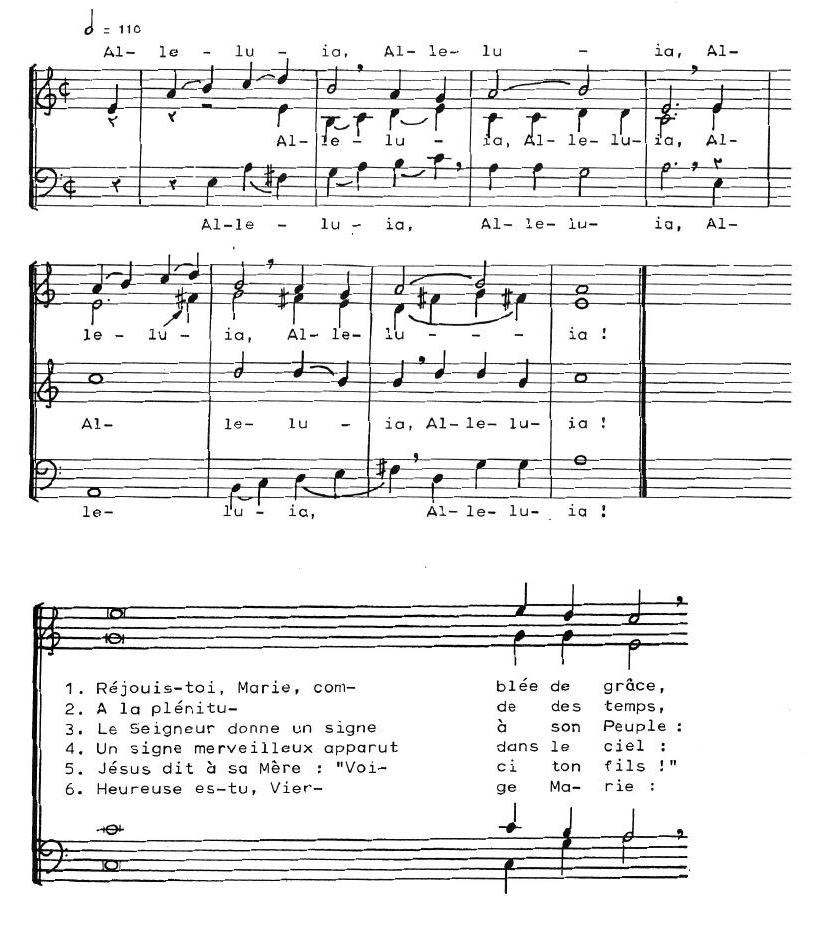 = 110
Al- le - lu - ia, Al- le- lu - ia, Al-
Al- le - lu - ia, Al- le- lu- ia, Al-
Al-le - lu - ia, Al- le- lu- ia, Al-
le- lu - ia, Al- le- lu - - - ia !
Al- le- lu - ia, Al- le- lu- ia !
le- lu - ia, Al- le- lu- ia !
1. Réjouis-toi, Marie, com- blée de grâce,
2. A la plénitu- de des temps,
3. Le Seigneur donne un signe à son Peuple :
4. Un signe merveilleux apparut dans le ciel :
5. Jésus dit à sa Mère : "Voi- ci ton fils !"
6. Heureuse es-tu, Vier- ge Ma- rie :